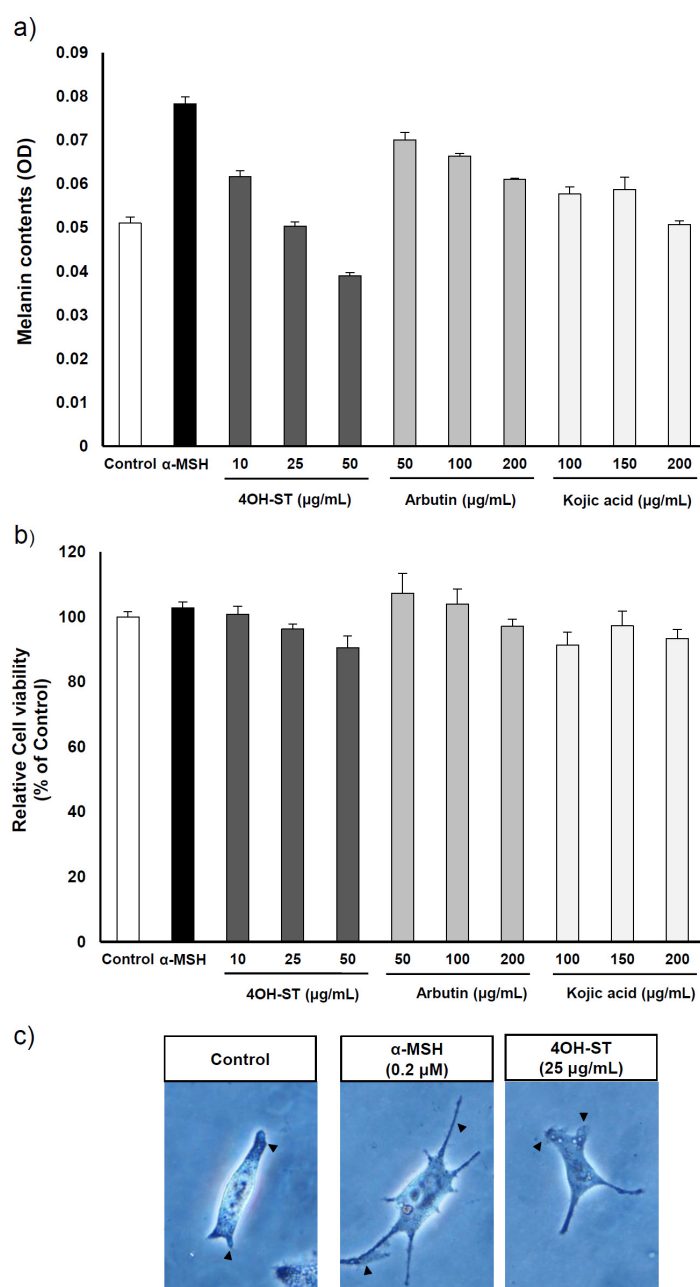 a)
0.09
0.08
0.07
0.06
0.05
0.04
0.03
0.02
0.01
0
Melanin contents (OD)
Control α-MSH 10 25 50 50 100 200 100 150 200
4OH-ST (μg/mL) Arbutin (μg/mL) Kojic acid (μg/mL)
b)
120
100
80
60
40
20
0
Relative Cell viability
(% of Control)
Control α-MSH 10 25 50 50 100 200 100 150 200
4OH-ST (μg/mL) Arbutin (μg/mL) Kojic acid (μg/mL)
c)
Control
α-MSH
(0.2 μM)
4OH-ST
(25 μg/mL)